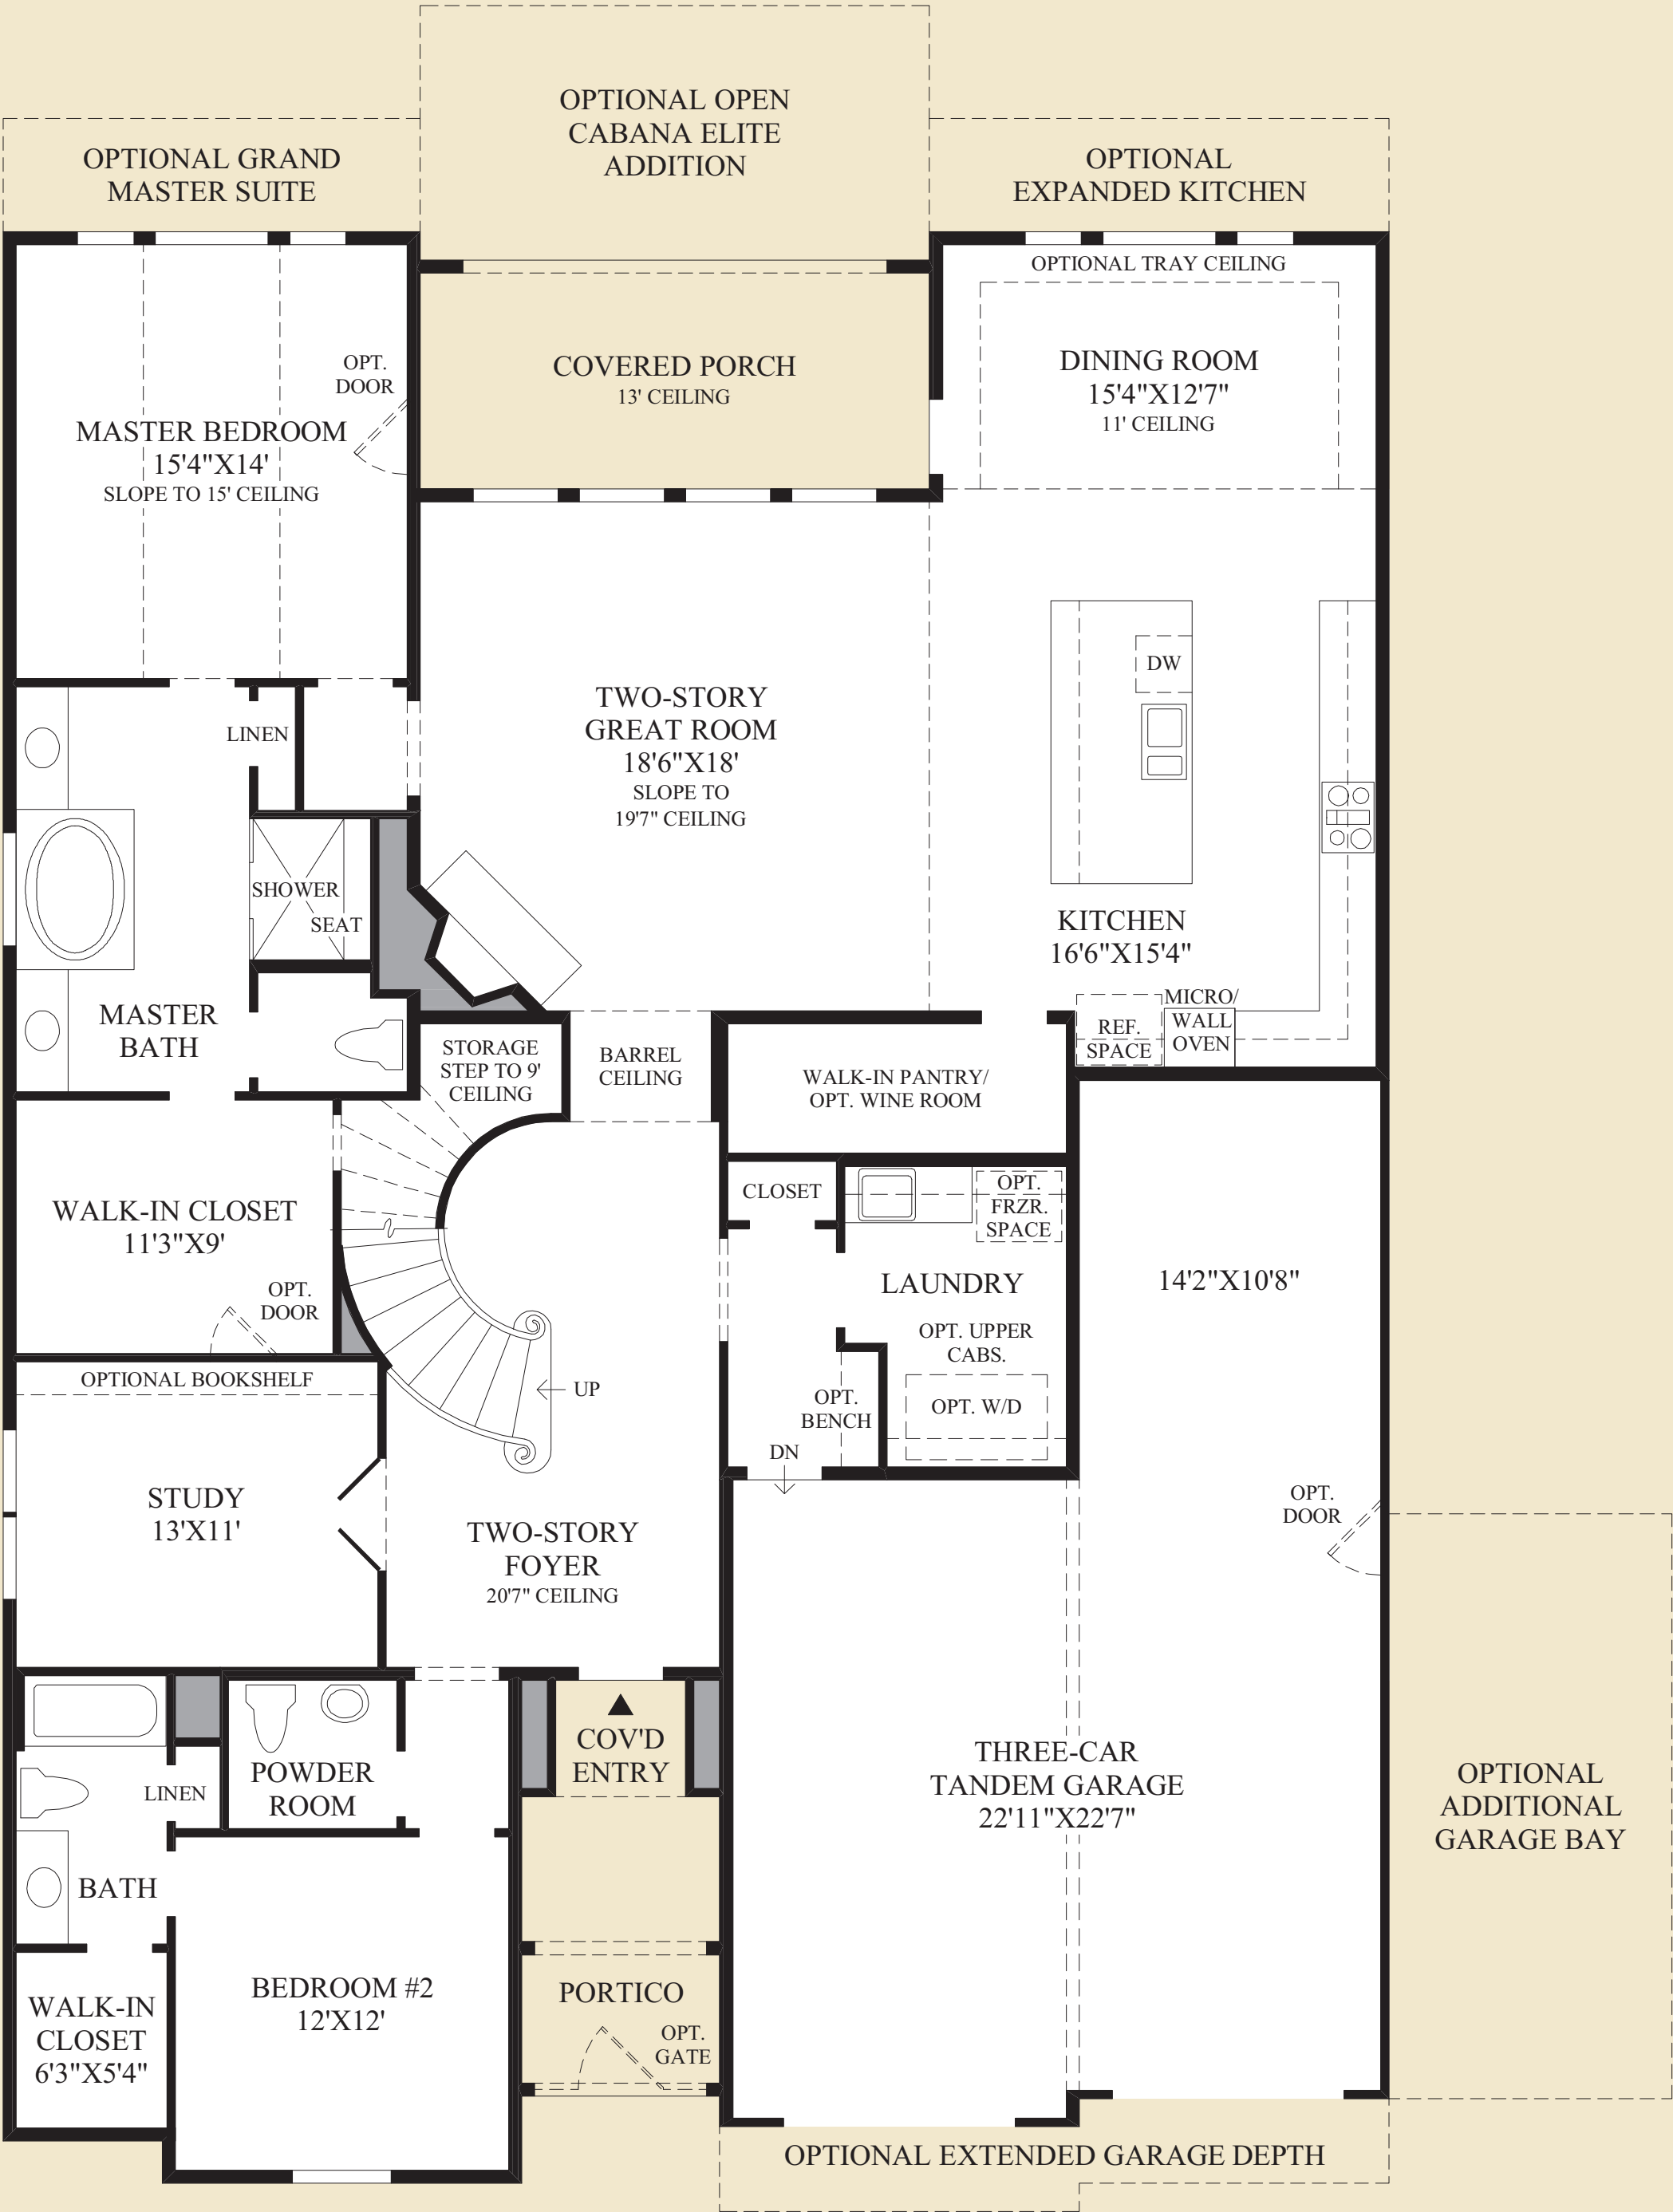 OPTIONAL OPEN
CABANA ELITE
ADDITION
OPTIONAL GRAND
MASTER SUITE
OPTIONAL
EXPANDED KITCHEN
OPTIONAL TRAY CEILING
DINING ROOM
15'4"X12'7"
11' CEILING
COVERED PORCH
13' CEILING
OPT.
DOOR
MASTER BEDROOM
15'4"X14'
SLOPE TO 15' CEILING
DW
TWO-STORY
GREAT ROOM
18'6"X18'
SLOPE TO
19'7" CEILING
LINEN
SHOWER
SEAT
KITCHEN
16'6"X15'4"
MICRO/
WALL
OVEN
REF.
SPACE
MASTER
BATH
STORAGE
STEP TO 9'
CEILING
BARREL
CEILING
WALK-IN PANTRY/
OPT. WINE ROOM
CLOSET
OPT.
FRZR.
SPACE
WALK-IN CLOSET
11'3"X9'
OPT.
DOOR
LAUNDRY
14'2"X10'8"
OPT. UPPER
CABS.
OPTIONAL BOOKSHELF
UP
OPT.
BENCH
OPT. W/D
DN
STUDY
13'X11'
OPT.
DOOR
TWO-STORY
FOYER
20'7" CEILING
COV'D
ENTRY
POWDER
ROOM
LINEN
THREE-CAR
TANDEM GARAGE
22'11"X22'7"
OPTIONAL
ADDITIONAL
GARAGE BAY
BATH
BEDROOM #2
12'X12'
PORTICO
OPT.
GATE
WALK-IN
CLOSET
6'3"X5'4"
OPTIONAL EXTENDED GARAGE DEPTH